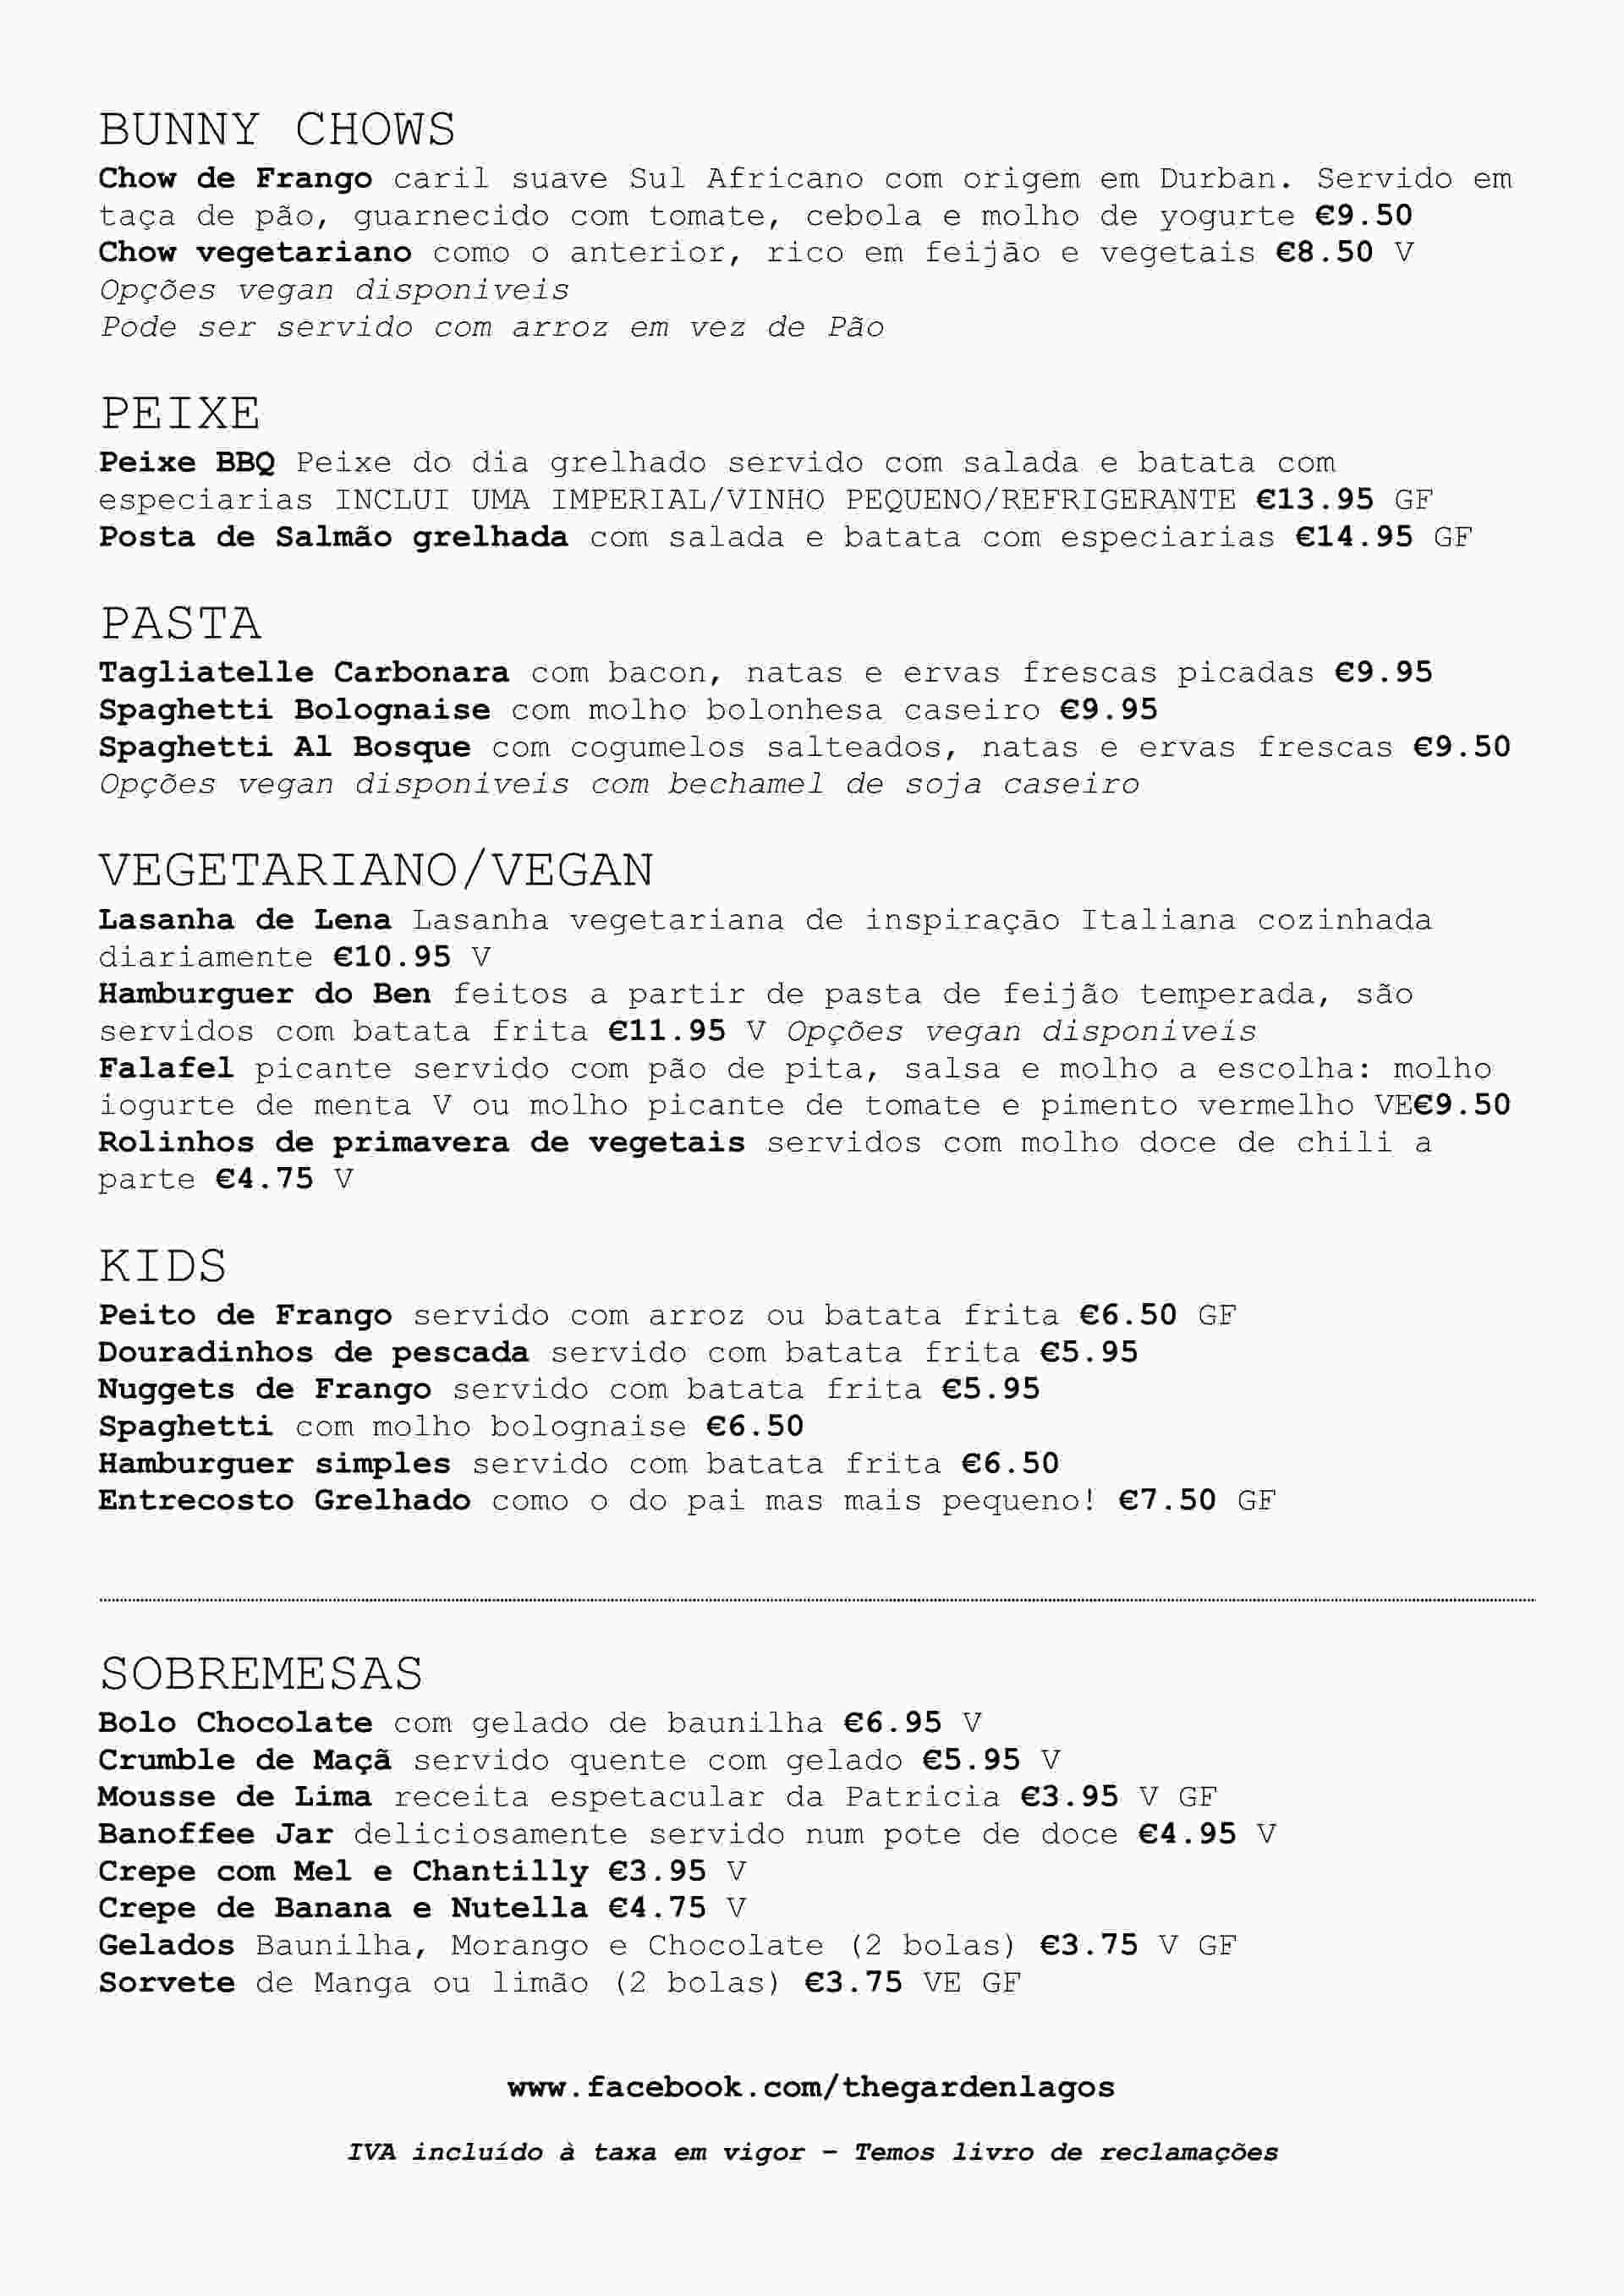 BUNNY CHOWS
Chow de Frango caril suave Sul Africano com origem em Durban. Servido em
taça de pão, guarnecido com tomate, cebola e molho de yogurte €9.50
Chow vegetariano como o anterior, rico em feijão e vegetais €8.50 V
Opções vegan disponiveis
Pode ser servido com arroz em vez de Pão
PEIXE
Peixe BBQ Peixe do dia grelhado servido com salada e batata com
especiarias INCLUI UMA IMPERIAL/VINHO PEQUENO/REFRIGERANTE €13.95 GF
Posta de Salmão grelhada com salada e batata com especiarias €14.95 GF
PASTA
Tagliatelle Carbonara com bacon, natas e ervas frescas picadas €9.95
Spaghetti Bolognaise com molho bolonhesa caseiro €9.95
Spaghetti Al Bosque com cogumelos salteados, natas e ervas frescas €9.50
Opções vegan disponiveis com bechamel de soja caseiro
VEGETARIANO/VEGAN
Lasanha de Lena Lasanha vegetariana de inspiração Italiana cozinhada
diariamente €10.95 V
Hamburguer do Ben feitos a partir de pasta de feijão temperada, são
servidos com batata frita €11.95 V Opções vegan disponiveis
Falafel picante servido com pão de pita, salsa e molho a escolha: molho
iogurte de menta V ou molho picante de tomate e pimento vermelho VE€9.50
Rolinhos de primavera de vegetais servidos com molho doce de chili a
parte €4.75 V
KIDS
Peito de Frango servido com arroz ou batata frita €6.50 GF
Douradinhos de pescada servido com batata frita €5.95
Nuggets de Frango servido com batata frita €5.95
Spaghetti com molho bolognaise €6.50
Hamburguer simples servido com batata frita €6.50
Entrecosto Grelhado como o do pai mas mais pequeno! €7.50 GF
SOBREMESAS
Bolo Chocolate com gelado de baunilha €6.95 V
Crumble de Maçã servido quente com gelado €5.95 V
Mousse de Lima receita espetacular da Patricia €3.95 V GF
Banoffee Jar deliciosamente servido num pote de doce €4.95 V
Crepe com Mel e Chantilly €3.95 V
Crepe de Banana e Nutella €4.75 V
Gelados Baunilha, Morango e Chocolate (2 bolas) €3.75 V GF
Sorvete de Manga ou limão (2 bolas) €3.75 VE GF
www.facebook.com/thegardenlagos
IVA incluído à taxa em vigor – Temos livro de reclamações